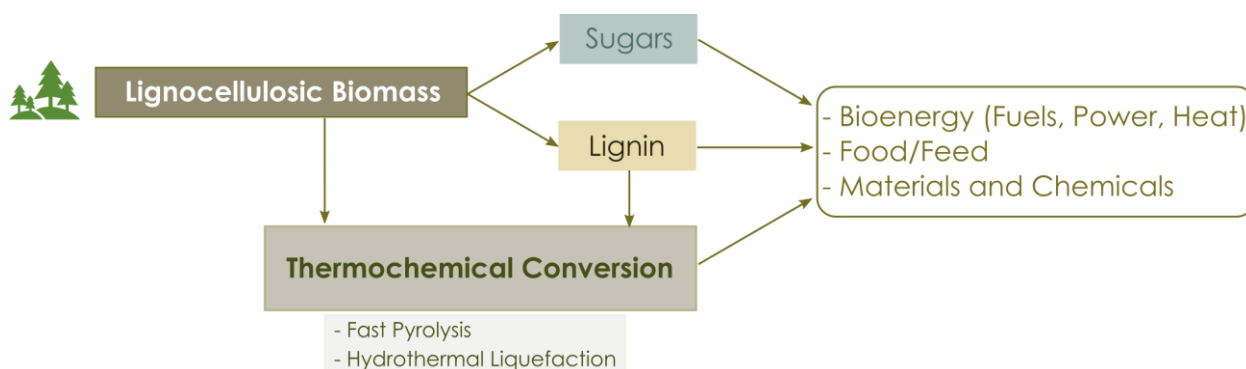 Sugars
Lignocellulosic Biomass
Lignin
- Bioenergy (Fuels, Power, Heat)
- Food/Feed
- Materials and Chemicals
Thermochemical Conversion
- Fast Pyrolysis
- Hydrothermal Liquefaction